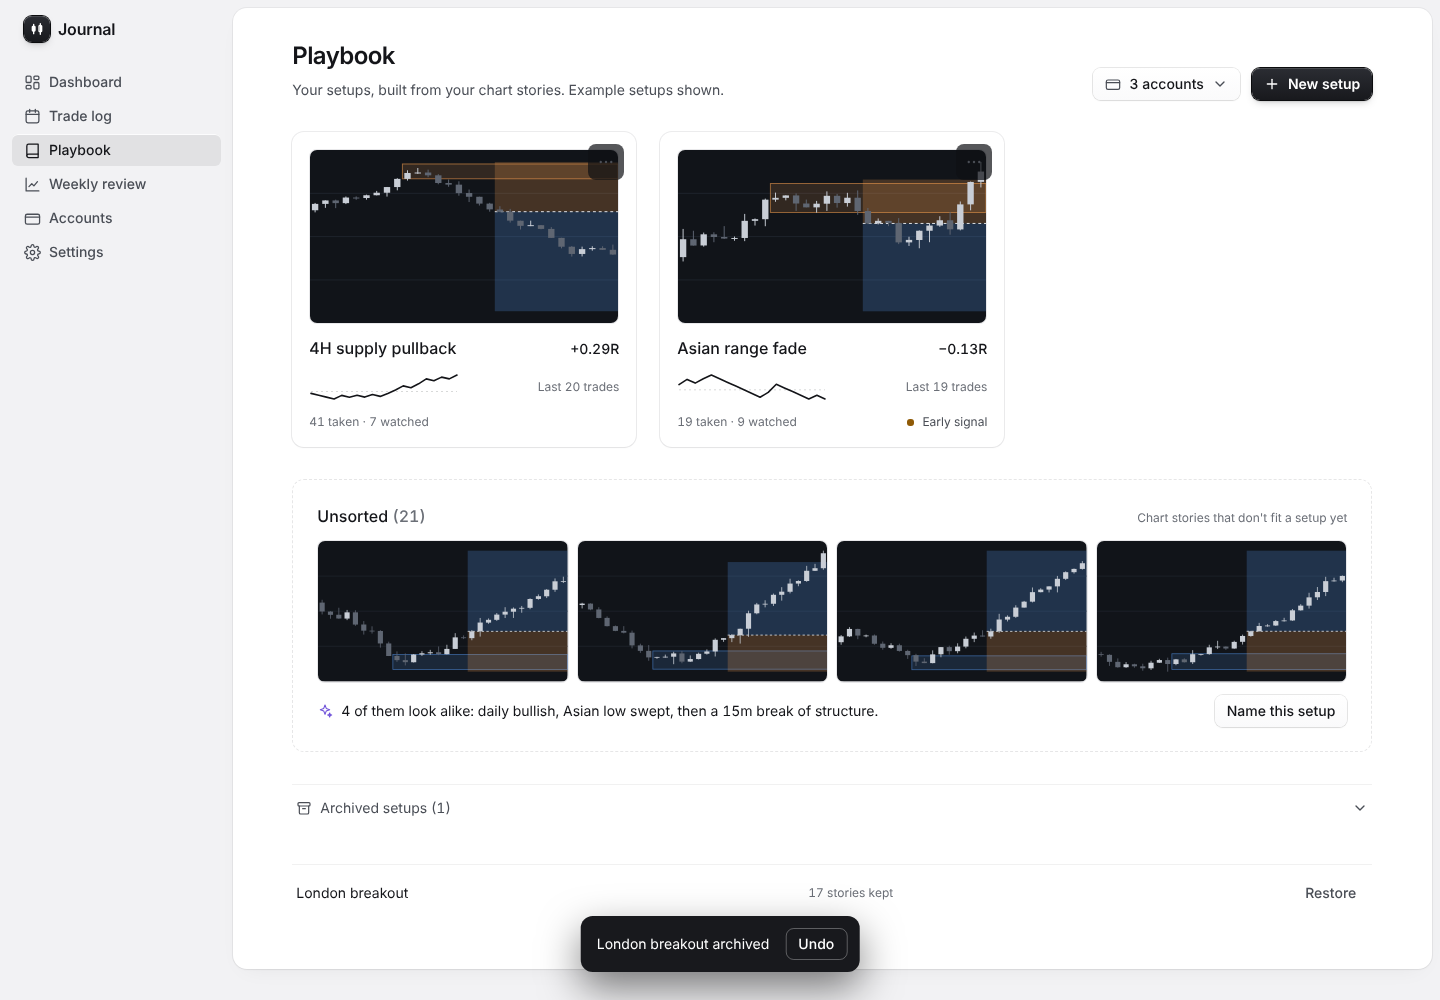 Journal
Dashboard
Trade log
Playbook
Weekly review
Accounts
Settings
Playbook
Your setups, built from your chart stories. Example setups shown.
3 accounts
New setup
4H supply pullback
+0.29R
Last 20 trades
41 taken · 7 watched
Asian range fade
−0.13R
Last 19 trades
19 taken · 9 watched
Early signal
Unsorted (21)
Chart stories that don't fit a setup yet
4 of them look alike: daily bullish, Asian low swept, then a 15m break of structure.
Name this setup
Archived setups (1)
London breakout
17 stories kept
Restore
London breakout archived
Undo